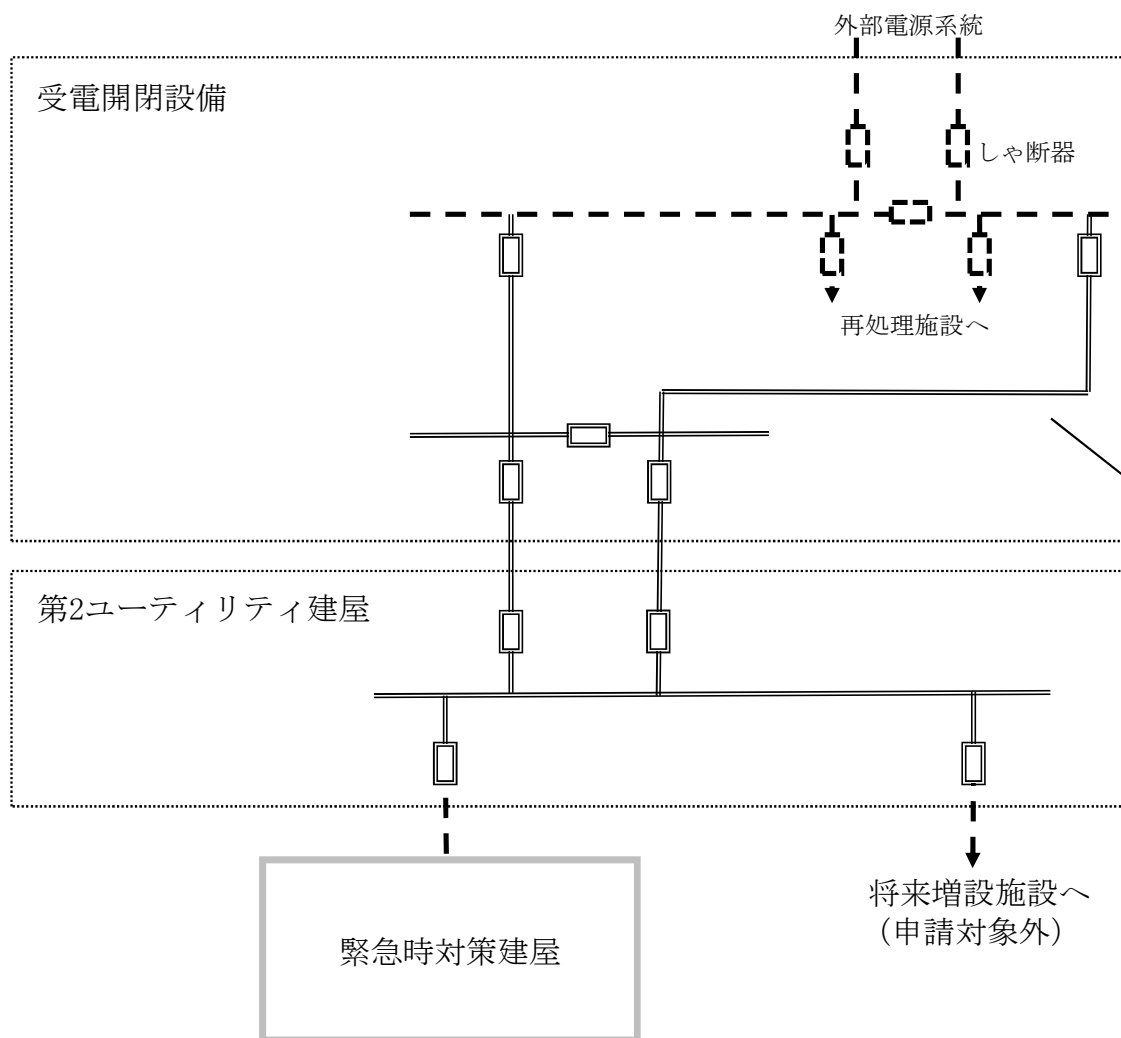 外部電源系統
受電開閉設備
しゃ断器
再処理施設へ
第2ユーティリティ建屋
将来増設施設へ
（申請対象外）
緊急時対策建屋